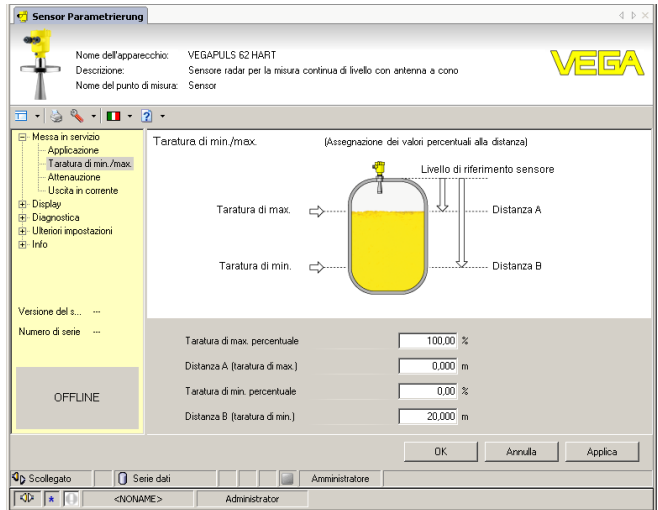 Sensor Parametrierung
Nome dell'apparecchio: VEGAPULS 62 HART
Descrizione: Sensore radar per la misura continua di livello con antenna a cono
Nome del punto di misura: Sensor
VEGA
Messa in servizio
Applicazione
Taratura di min./max.
Attenuazione
Uscita in corrente
Display
Diagnostica
Ulteriori impostazioni
Info
Versione del s... ---
Numero di serie ---
OFFLINE
Taratura di min./max. (Assegnazione dei valori percentuali alla distanza)
Livello di riferimento sensore
Taratura di max. Distanza A
Taratura di min. Distanza B
Taratura di max. percentuale 100,00 %
Distanza A (taratura di max.) 0,000 m
Taratura di min. percentuale 0,00 %
Distanza B (taratura di min.) 20,000 m
OK Annulla Applica
Scollegato Serie dati Amministratore
<NONAME> Administrator